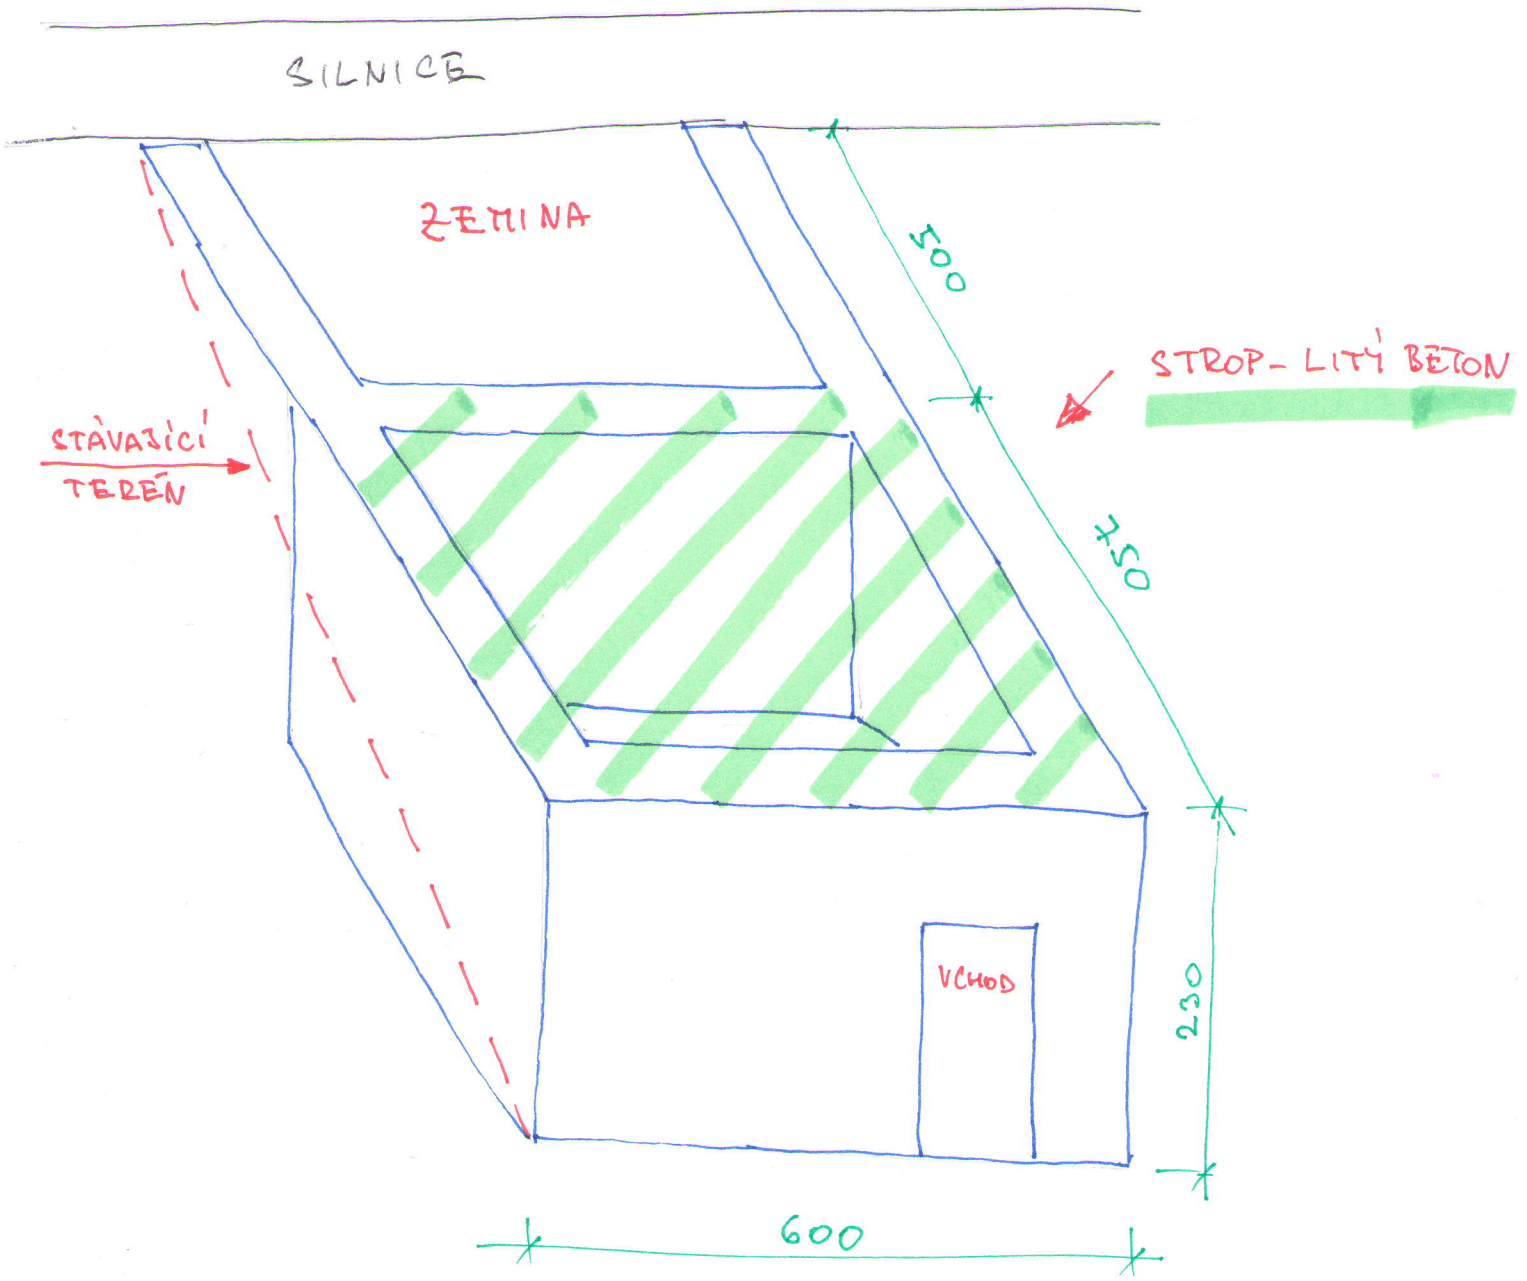 SILNICE
ZEMINA
500
STROP-LITÝ BETON
STÁVAJÍCÍ
TERÉN
750
VCHOD
230
600